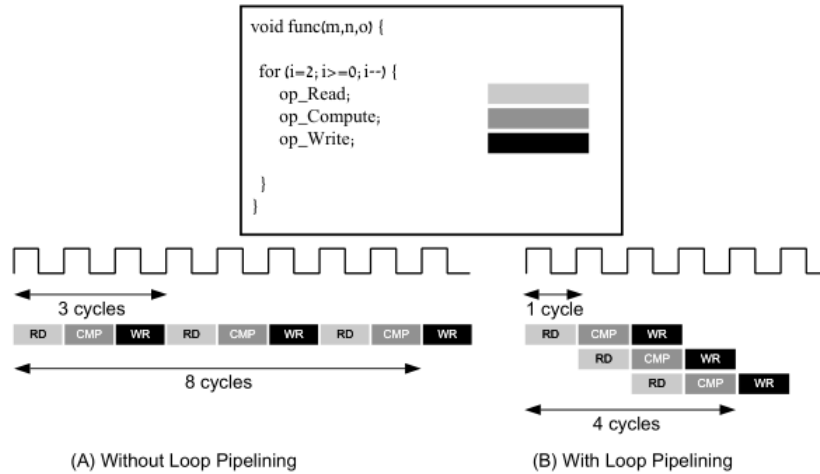 void func(m,n,o) {
for (i=2; i>=0; i--) {
op_Read;
op_Compute;
op_Write;
}
}
3 cycles
RD CMP WR RD CMP WR RD CMP WR
8 cycles
(A) Without Loop Pipelining
1 cycle
RD CMP WR
RD CMP WR
RD CMP WR
4 cycles
(B) With Loop Pipelining